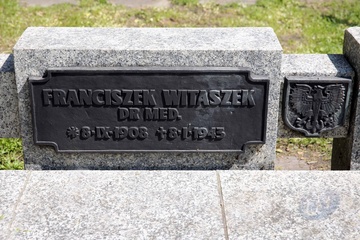 FRANCISZEK WITASZEK
DR MED.
*8·IX·1908 +8·I·1943